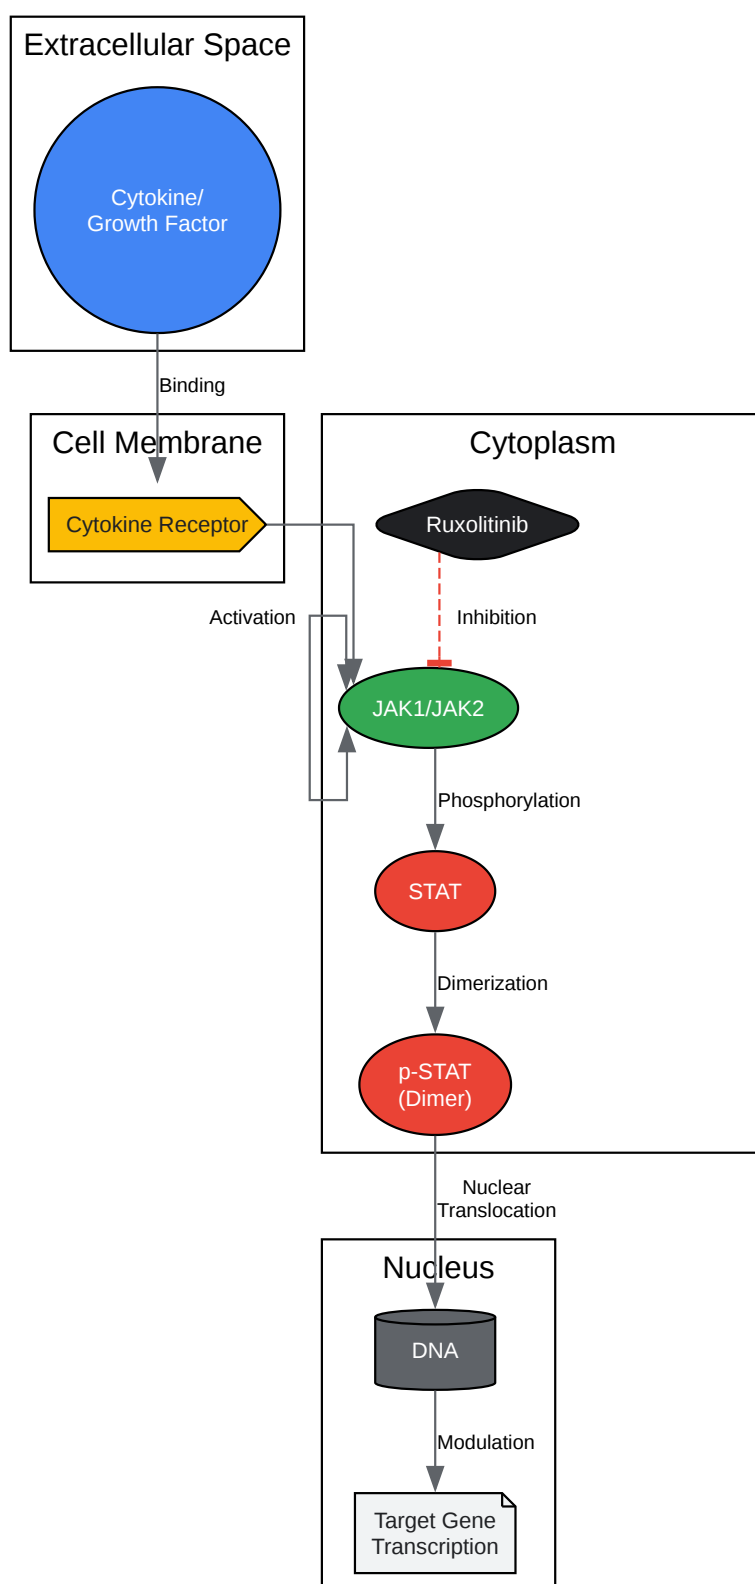 Extracellular Space
Cytokine/
Growth Factor
Binding
Cell Membrane
Cytokine Receptor
Cytoplasm
Ruxolitinib
Activation
Inhibition
JAK1/JAK2
Phosphorylation
STAT
Dimerization
p-STAT
(Dimer)
Nuclear
Translocation
Nucleus
DNA
Modulation
Target Gene
Transcription